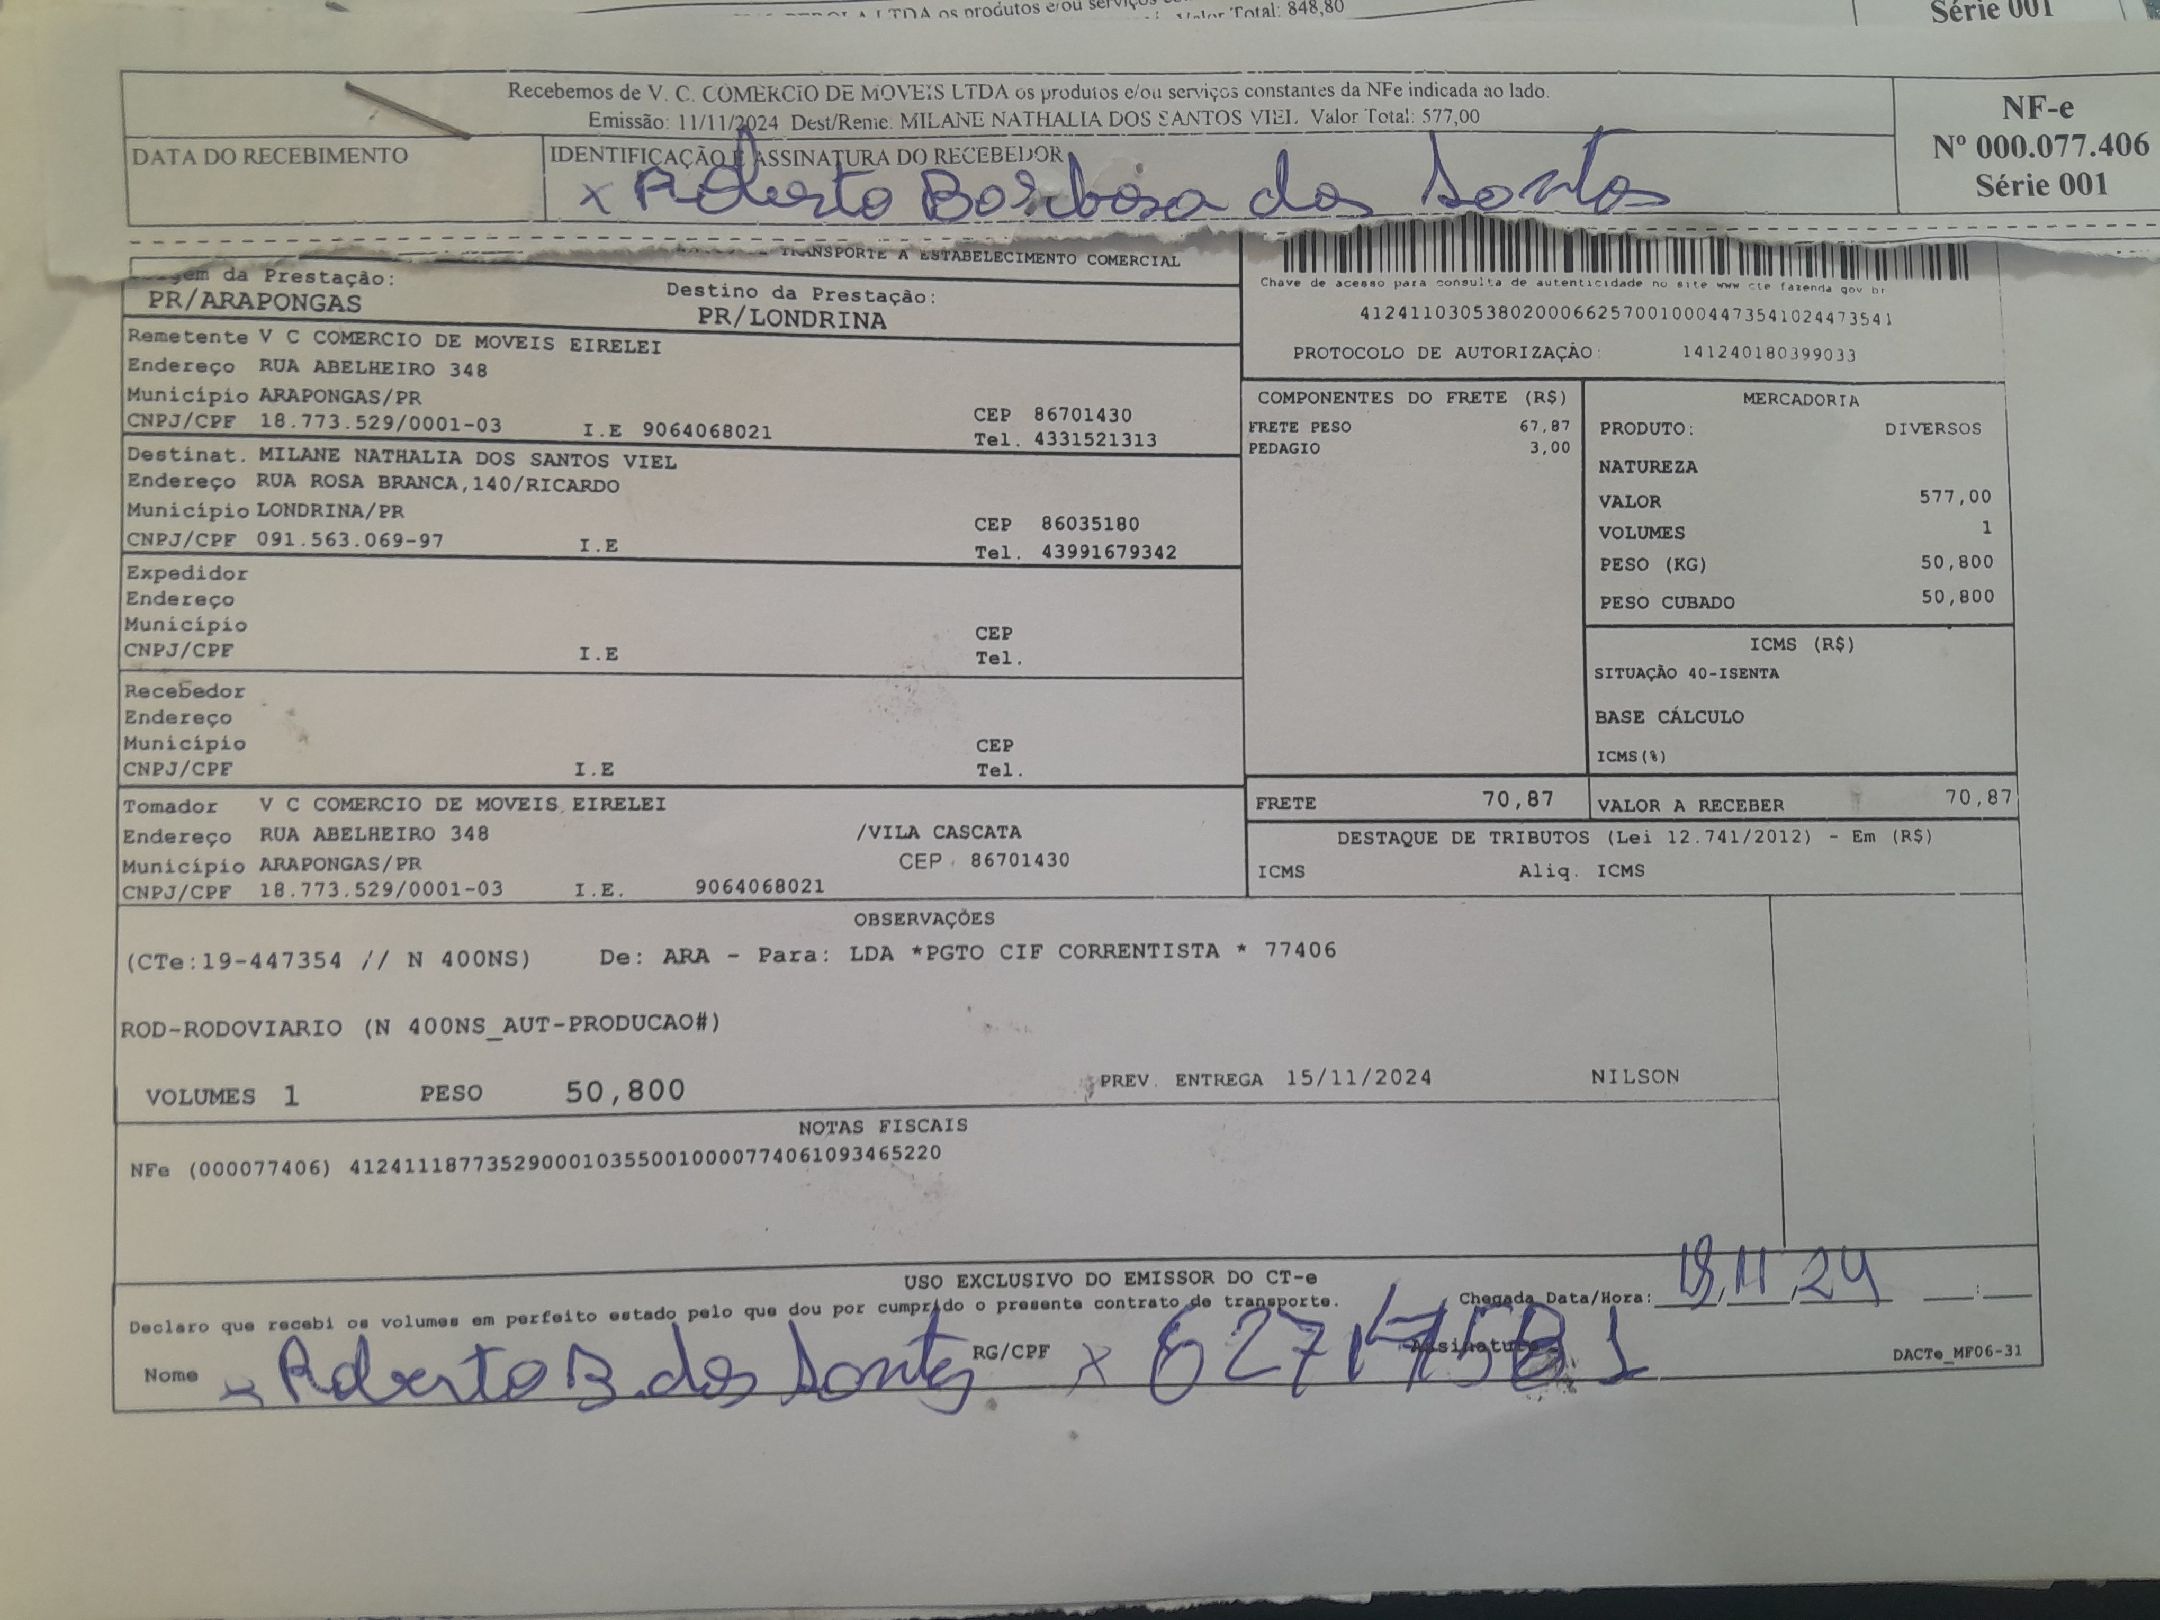 LTDA os produtos e/ou
Valor Total: 848,80
Série 001
Recebemos de V. C. COMERCIO DE MOVEIS LTDA os produtos e/ou serviços constantes da NFe indicada ao lado.
Emissão: 11/11/2024 Dest/Reme: MILANE NATHALIA DOS SANTOS VIEL Valor Total: 577,00
NF-e
Nº 000.077.406
Série 001
DATA DO RECEBIMENTO
IDENTIFICAÇÃO E ASSINATURA DO RECEBEDOR
x Roberto Barbosa dos Santos
TRANSPORTE A ESTABELECIMENTO COMERCIAL
da Prestação:
PR/ARAPONGAS
Destino da Prestação:
PR/LONDRINA
Chave de acesso para consulta de autenticidade no site www cte fazenda gov br
41241103053802000662570010004473541024473541
PROTOCOLO DE AUTORIZAÇÃO: 141240180399033
Remetente V C COMERCIO DE MOVEIS EIRELEI
Endereço RUA ABELHEIRO 348
Município ARAPONGAS/PR
CEP 86701430
CNPJ/CPF 18.773.529/0001-03 I.E 9064068021 Tel. 4331521313
Destinat. MILANE NATHALIA DOS SANTOS VIEL
Endereço RUA ROSA BRANCA,140/RICARDO
Município LONDRINA/PR CEP 86035180
CNPJ/CPF 091.563.069-97 I.E Tel. 43991679342
Expedidor
Endereço
Município CEP
CNPJ/CPF I.E Tel.
Recebedor
Endereço
Município CEP
CNPJ/CPF I.E Tel.
Tomador V C COMERCIO DE MOVEIS EIRELEI
Endereço RUA ABELHEIRO 348 /VILA CASCATA
Município ARAPONGAS/PR CEP 86701430
CNPJ/CPF 18.773.529/0001-03 I.E. 9064068021
COMPONENTES DO FRETE (R$)
FRETE PESO 67,87
PEDAGIO 3,00
MERCADORIA
PRODUTO: DIVERSOS
NATUREZA
VALOR 577,00
VOLUMES 1
PESO (KG) 50,800
PESO CUBADO 50,800
ICMS (R$)
SITUAÇÃO 40-ISENTA
BASE CÁLCULO
ICMS(%)
FRETE 70,87
VALOR A RECEBER 70,87
DESTAQUE DE TRIBUTOS (Lei 12.741/2012) - Em (R$)
ICMS Aliq. ICMS
OBSERVAÇÕES
(CTe:19-447354 // N 400NS) De: ARA - Para: LDA *PGTO CIF CORRENTISTA * 77406
ROD-RODOVIARIO (N 400NS_AUT-PRODUCAO#)
VOLUMES 1 PESO 50,800 PREV. ENTREGA 15/11/2024 NILSON
NOTAS FISCAIS
NFe (000077406) 41241118773529000103550010000774061093465220
USO EXCLUSIVO DO EMISSOR DO CT-e
Declaro que recebi os volumes em perfeito estado pelo que dou por cumprido o presente contrato de transporte.
Chegada Data/Hora: /11/24 __:__
Nome x Roberto B. dos Santos RG/CPF x Assinatura
DACTe_MF06-31